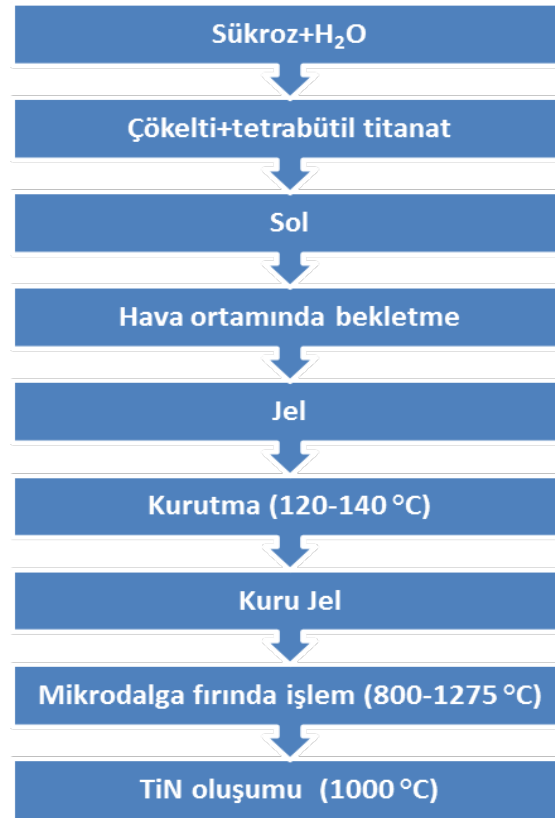 Sükroz+H₂O
Çökelti+tetrabütil titanat
Sol
Hava ortamında bekletme
Jel
Kurutma (120-140 °C)
Kuru Jel
Mikrodalga fırında işlem (800-1275 °C)
TiN oluşumu (1000 °C)